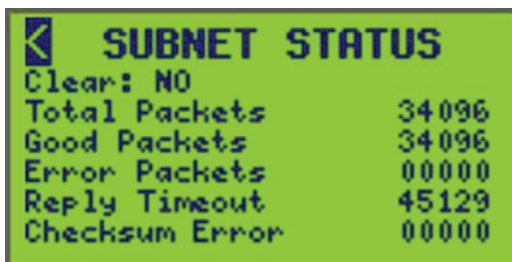 < SUBNET STATUS
Clear: NO
Total Packets 34096
Good Packets 34096
Error Packets 00000
Reply Timeout 45129
Checksum Error 00000